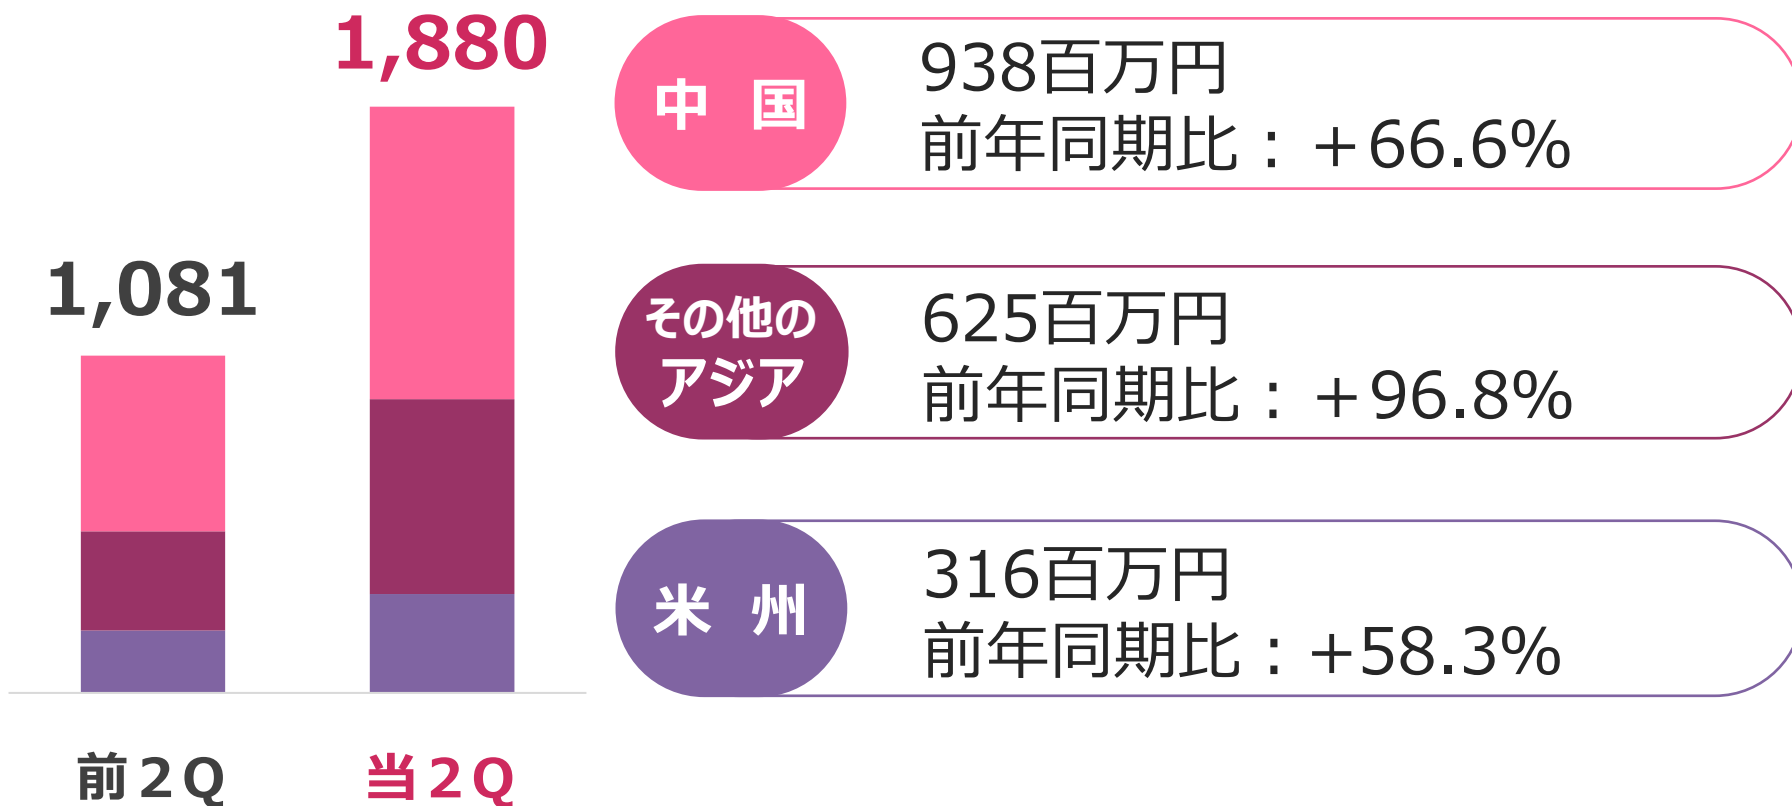 1,880
1,081
前2Q
当2Q
中 国
938百万円
前年同期比：＋66.6%
その他の
アジア
625百万円
前年同期比：＋96.8%
米 州
316百万円
前年同期比：+58.3%